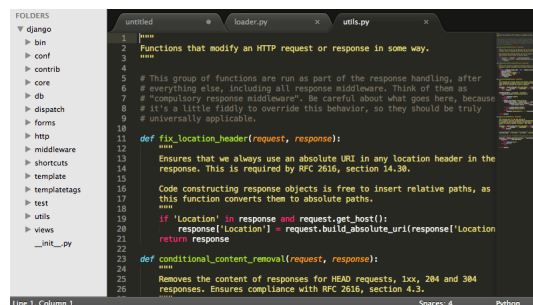 FOLDERS
django
bin
conf
contrib
core
db
dispatch
forms
http
middleware
shortcuts
template
templatetags
test
utils
views
__init__.py
untitled
loader.py
utils.py
1 """
2 Functions that modify an HTTP request or response in some way.
3 """
4
5 # This group of functions are run as part of the response handling, after
6 # everything else, including all response middleware. Think of them as
7 # "compulsory response middleware". Be careful about what goes here, because
8 # it's a little fiddly to override this behavior, so they should be truly
9 # universally applicable.
10
11 def fix_location_header(request, response):
12 """
13 Ensures that we always use an absolute URI in any location header in the
14 response. This is required by RFC 2616, section 14.30.
15
16 Code constructing response objects is free to insert relative paths, as
17 this function converts them to absolute paths.
18 """
19 if 'Location' in response and request.get_host():
20 response['Location'] = request.build_absolute_uri(response['Location
21 return response
22
23 def conditional_content_removal(request, response):
24 """
25 Removes the content of responses for HEAD requests, 1xx, 204 and 304
26 responses. Ensures compliance with RFC 2616, section 4.3.
Line 1, Column 1
Spaces: 4
Python